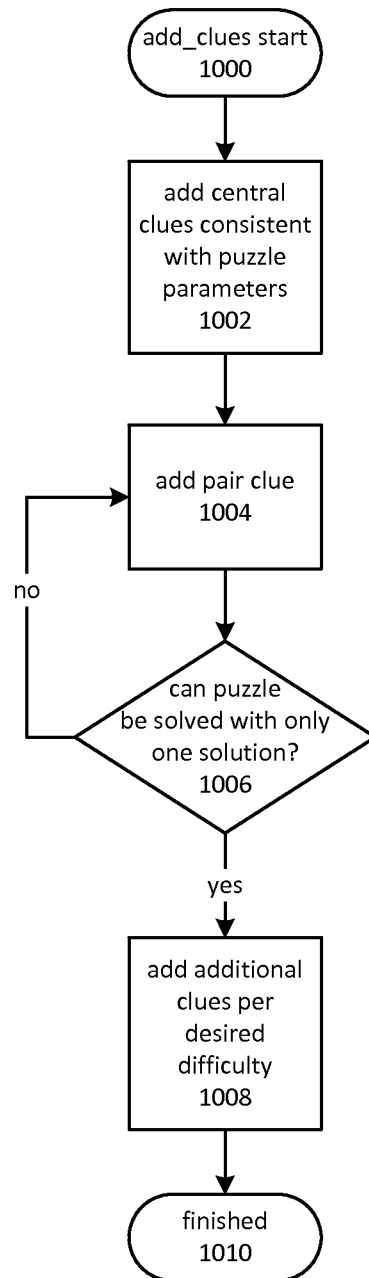 add_clues start
1000
add central
clues consistent
with puzzle
parameters
1002
add pair clue
1004
no
can puzzle
be solved with only
one solution?
1006
yes
add additional
clues per
desired
difficulty
1008
finished
1010